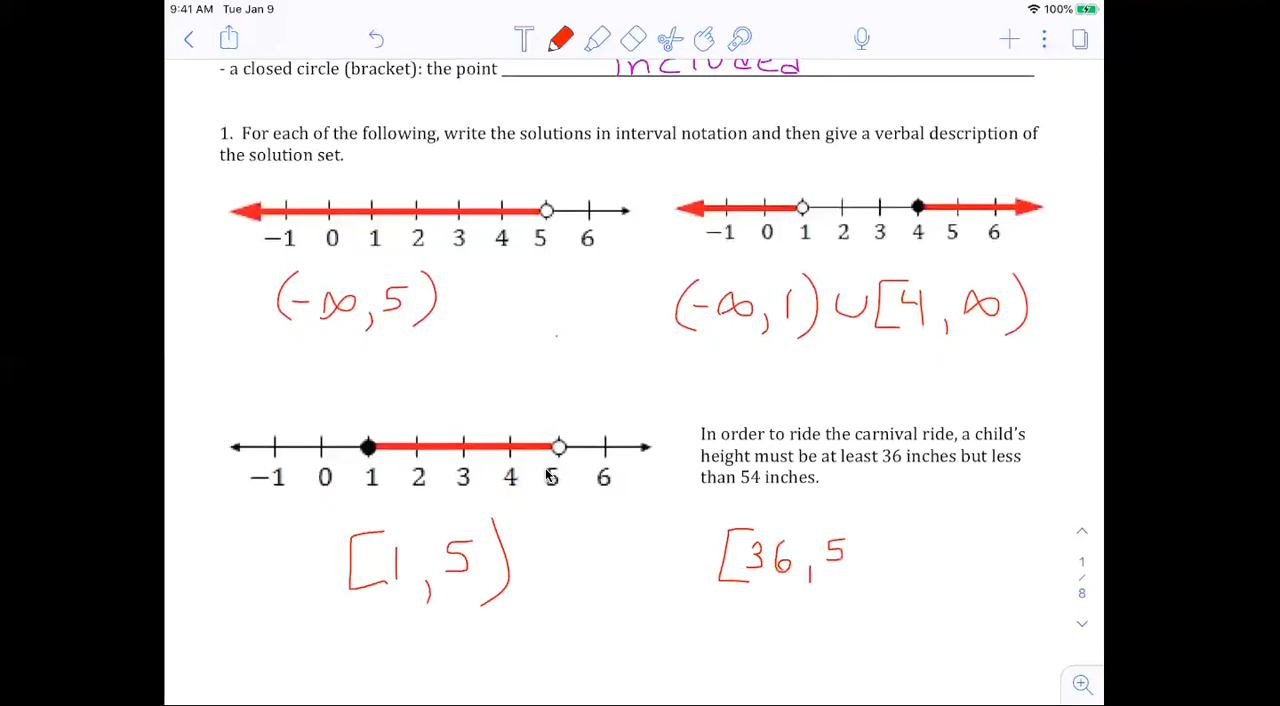 9:41 AM Tue Jan 9
100%
- a closed circle (bracket): the point included
1. For each of the following, write the solutions in interval notation and then give a verbal description of
the solution set.
−1 0 1 2 3 4 5 6
(-∞, 5)
−1 0 1 2 3 4 5 6
(-∞, 1) ∪ [4, ∞)
−1 0 1 2 3 4 5 6
[1, 5)
In order to ride the carnival ride, a child's
height must be at least 36 inches but less
than 54 inches.
[36, 5
1
/
8